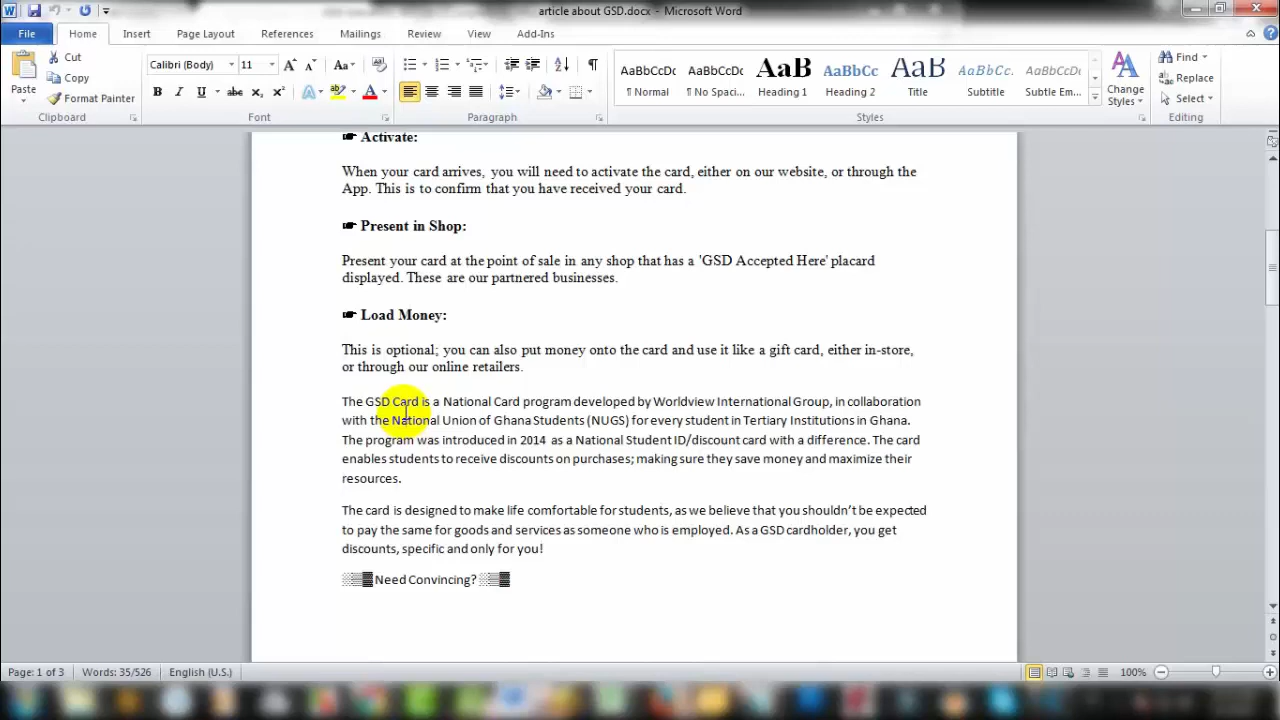 article about GSD.docx - Microsoft Word
File Home Insert Page Layout References Mailings Review View Add-Ins
Paste Cut Copy Format Painter
Calibri (Body) 11
AaBbCcDc AaBbCcDc AaB AaBbCc AaB AaBbCc. AaBbCcDc
¶ Normal ¶ No Spaci... Heading 1 Heading 2 Title Subtitle Subtle Em...
Change Styles
Find
Replace
Select
Clipboard Font Paragraph Styles Editing
☛ Activate:
When your card arrives, you will need to activate the card, either on our website, or through the
App. This is to confirm that you have received your card.
☛ Present in Shop:
Present your card at the point of sale in any shop that has a 'GSD Accepted Here' placard
displayed. These are our partnered businesses.
☛ Load Money:
This is optional; you can also put money onto the card and use it like a gift card, either in-store,
or through our online retailers.
The GSD Card is a National Card program developed by Worldview International Group, in collaboration
with the National Union of Ghana Students (NUGS) for every student in Tertiary Institutions in Ghana.
The program was introduced in 2014 as a National Student ID/discount card with a difference. The card
enables students to receive discounts on purchases; making sure they save money and maximize their
resources.
The card is designed to make life comfortable for students, as we believe that you shouldn't be expected
to pay the same for goods and services as someone who is employed. As a GSD cardholder, you get
discounts, specific and only for you!
░▒▓ Need Convincing? ░▒▓
Page: 1 of 3 Words: 35/526 English (U.S.) 100%